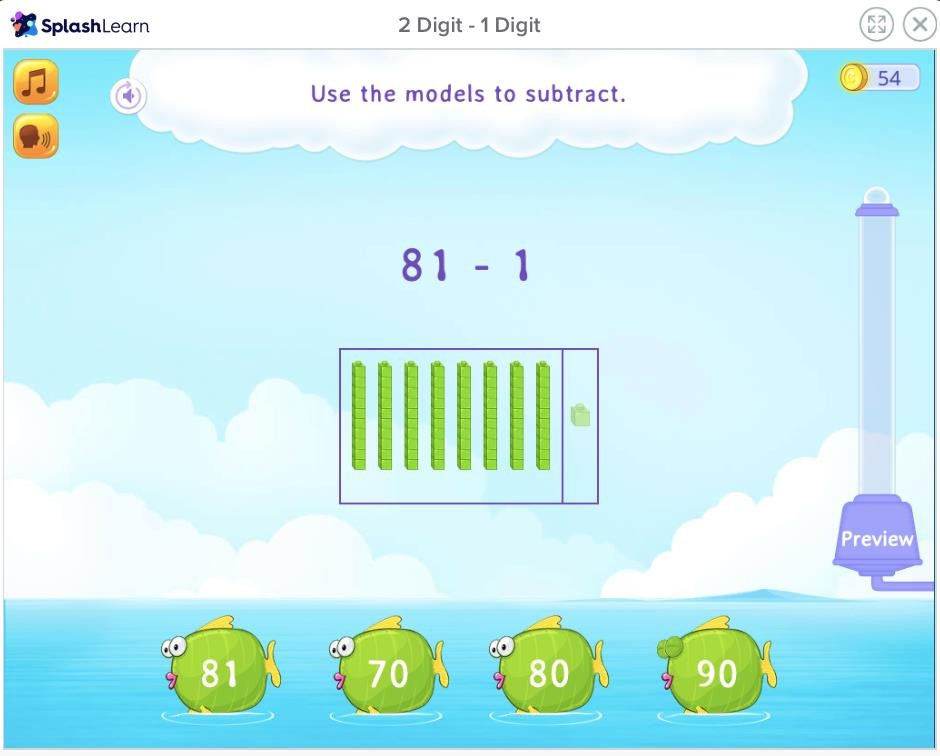 SplashLearn
2 Digit - 1 Digit
Use the models to subtract.
54
81 - 1
Preview
81
70
80
90